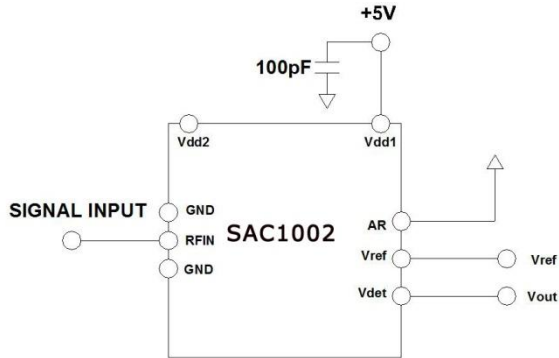 +5V
100pF
Vdd2
Vdd1
SIGNAL INPUT
GND
RFIN
GND
SAC1002
AR
Vref
Vref
Vdet
Vout